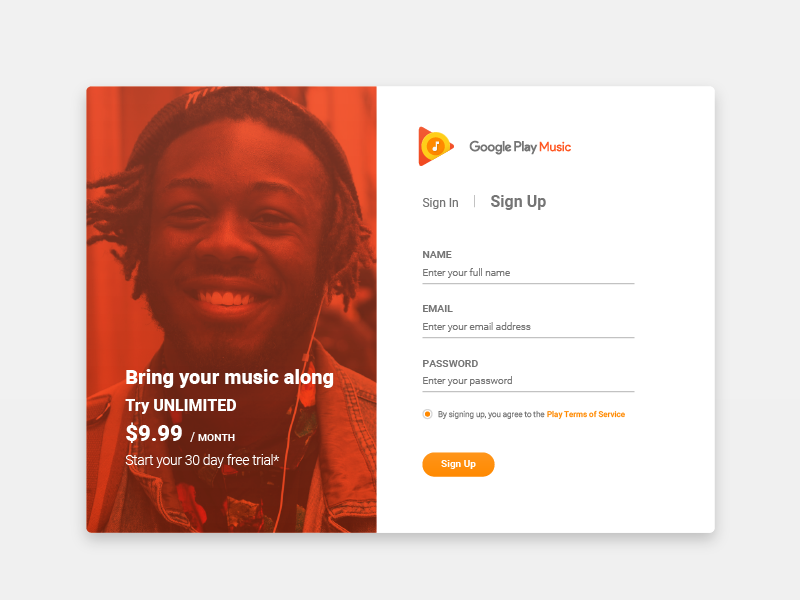 Bring your music along
Try UNLIMITED
$9.99 / MONTH
Start your 30 day free trial*
Google Play Music
Sign In | Sign Up
NAME
Enter your full name
EMAIL
Enter your email address
PASSWORD
Enter your password
By signing up, you agree to the Play Terms of Service
Sign Up